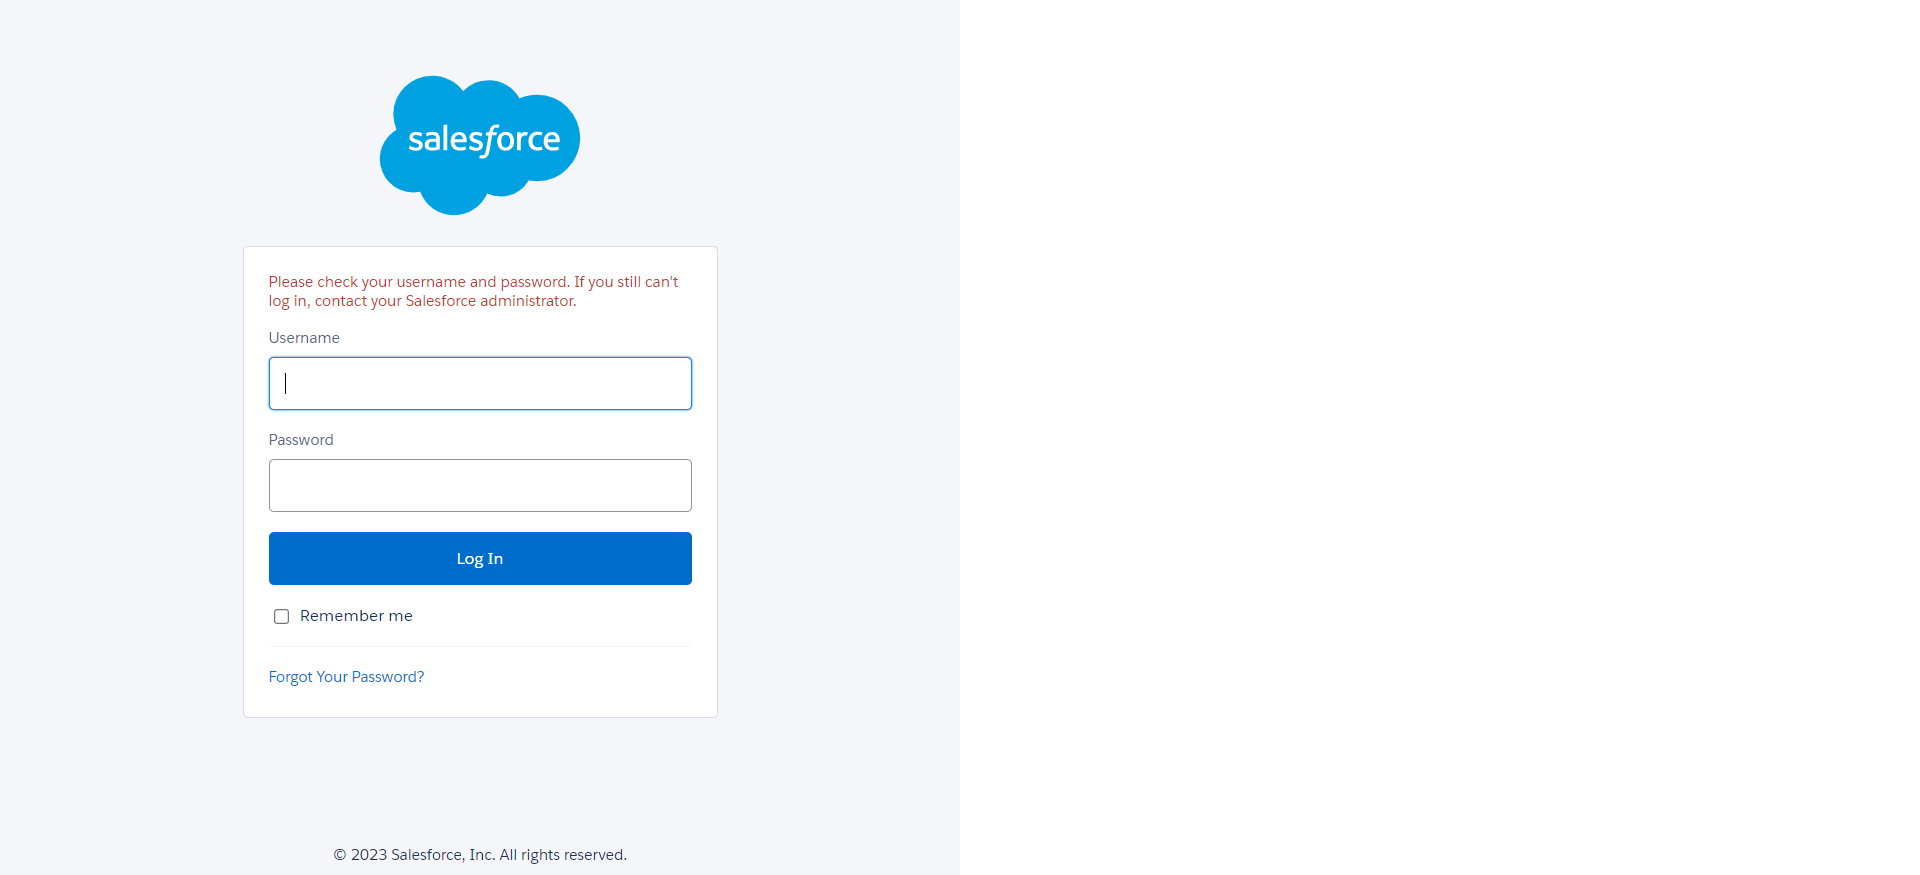 salesforce
Please check your username and password. If you still can't
log in, contact your Salesforce administrator.
Username
Password
Log In
Remember me
Forgot Your Password?
© 2023 Salesforce, Inc. All rights reserved.